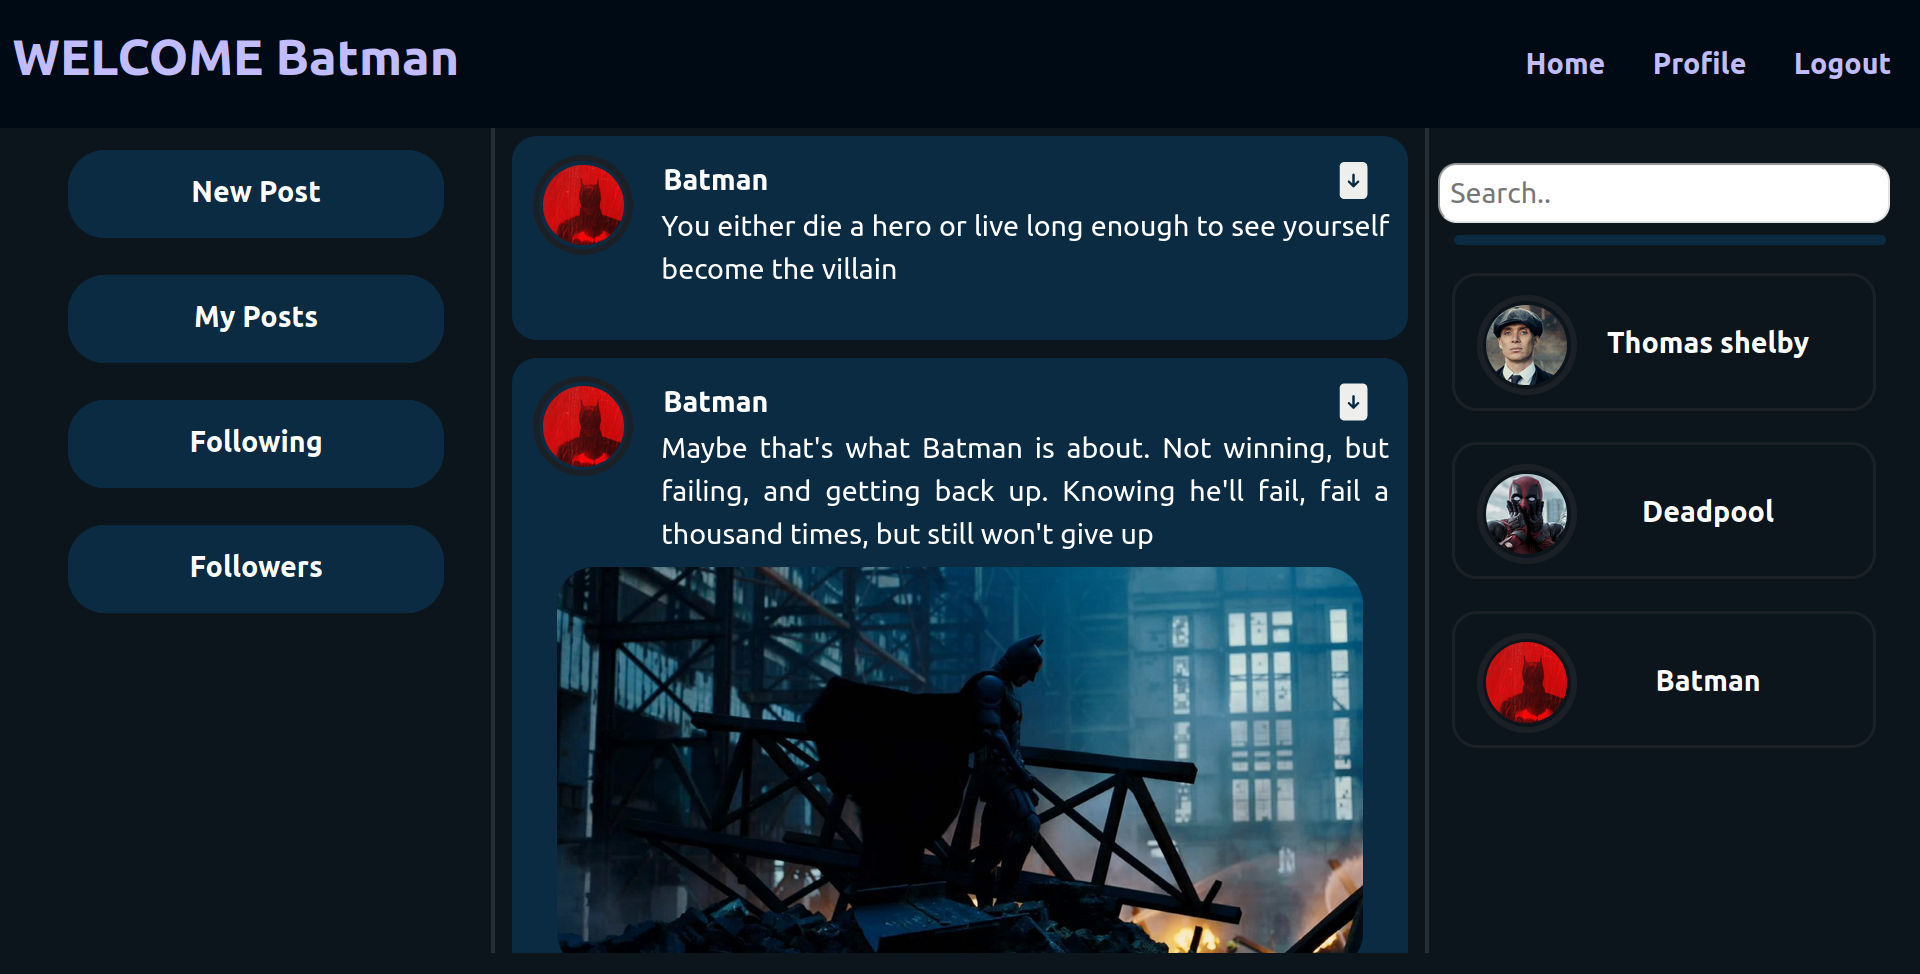 WELCOME Batman
Home
Profile
Logout
New Post
My Posts
Following
Followers
Batman
You either die a hero or live long enough to see yourself
become the villain
Batman
Maybe that's what Batman is about. Not winning, but
failing, and getting back up. Knowing he'll fail, fail a
thousand times, but still won't give up
Search..
Thomas shelby
Deadpool
Batman